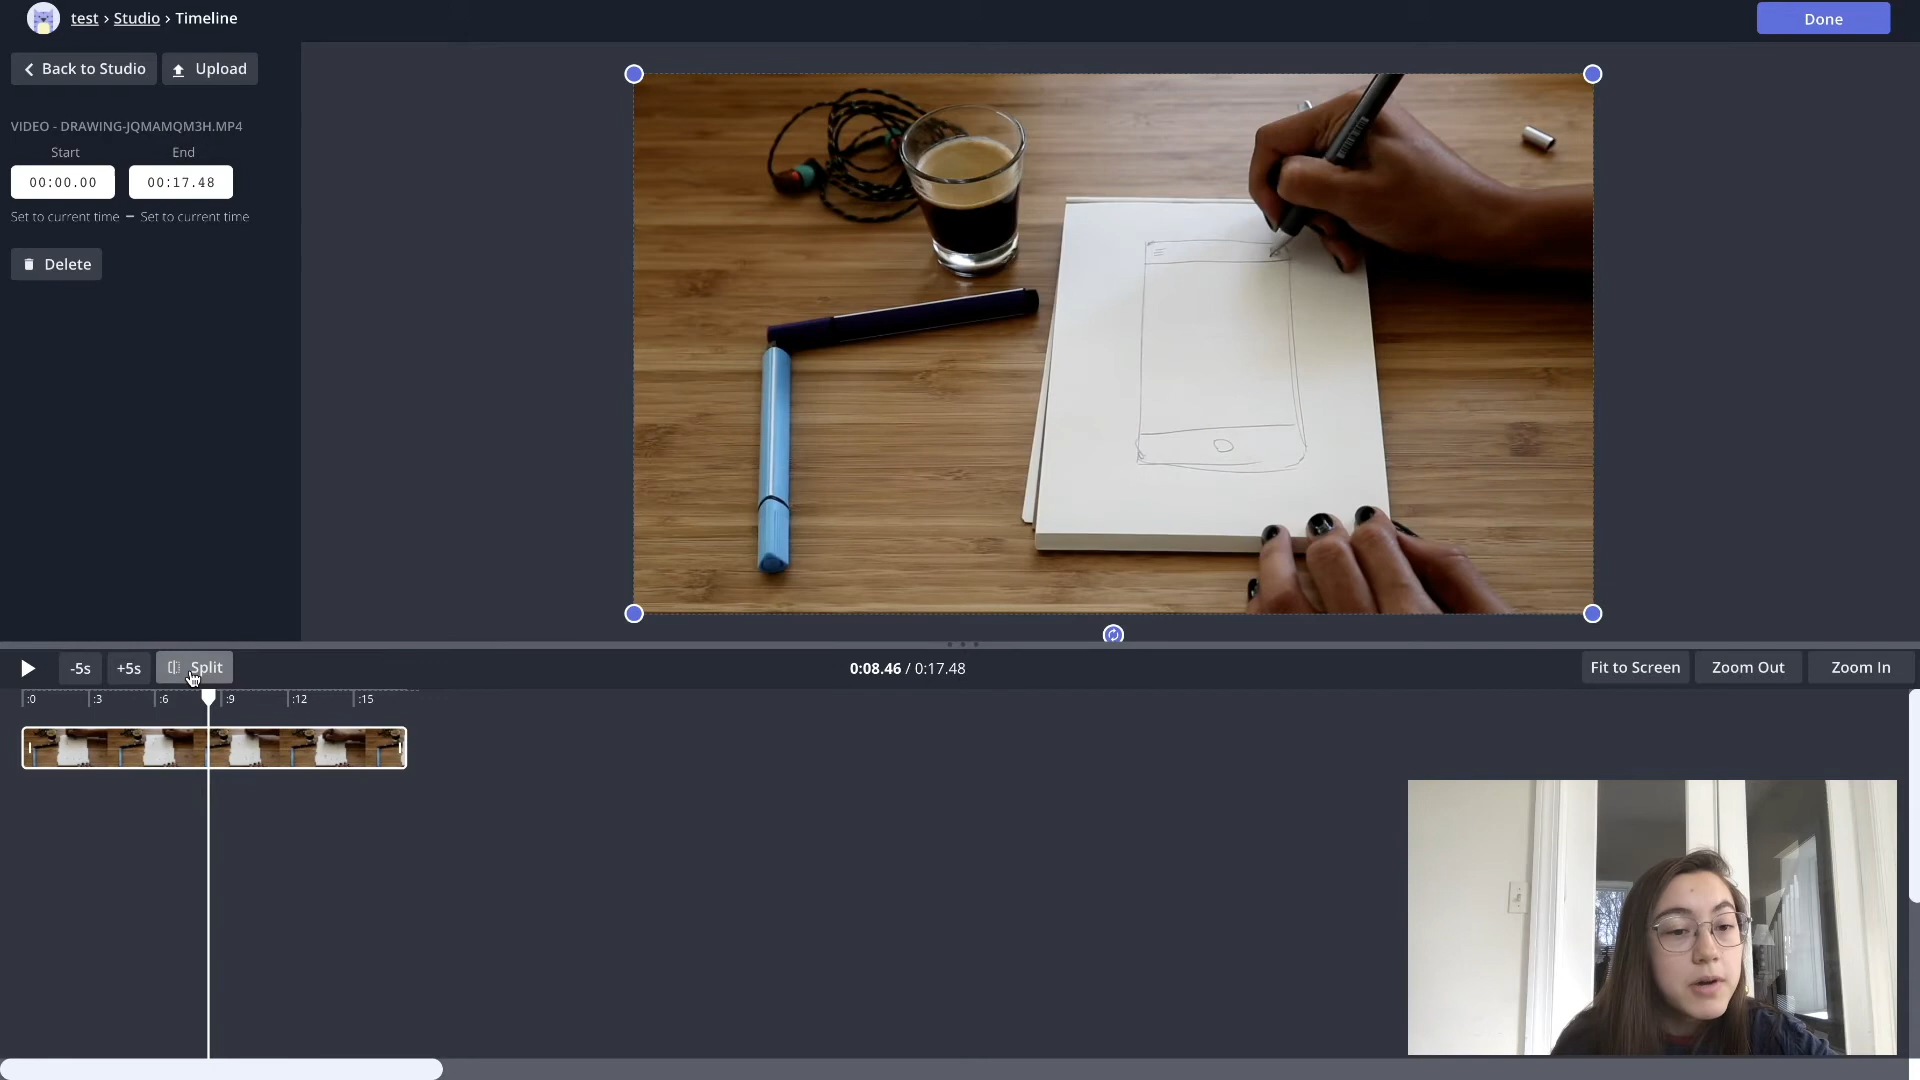 test › Studio › Timeline
Done
Back to Studio
Upload
VIDEO - DRAWING-JQMAMQM3H.MP4
Start
End
00:00.00
00:17.48
Set to current time – Set to current time
Delete
-5s
+5s
Split
0:08.46 / 0:17.48
Fit to Screen
Zoom Out
Zoom In
:0
:3
:6
:9
:12
:15